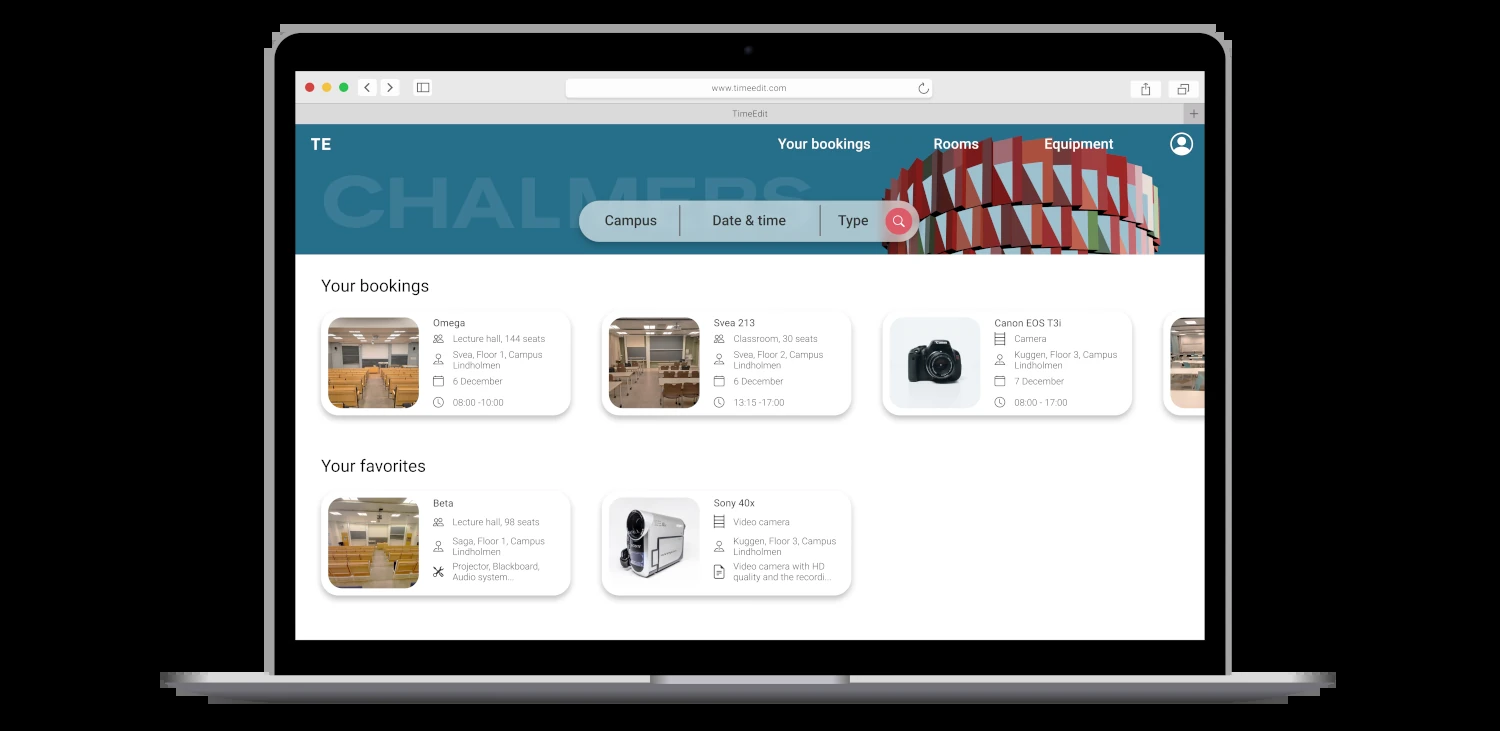 www.timeedit.com
TimeEdit
TE
Your bookings
Rooms
Equipment
CHALMERS
Campus
Date & time
Type
Your bookings
Omega
Lecture hall, 144 seats
Svea, Floor 1, Campus
Lindholmen
6 December
08:00 -10:00
Svea 213
Classroom, 30 seats
Svea, Floor 2, Campus
Lindholmen
6 December
13:15 -17:00
Canon EOS T3i
Camera
Kuggen, Floor 3, Campus
Lindholmen
7 December
08:00 - 17:00
Your favorites
Beta
Lecture hall, 98 seats
Saga, Floor 1, Campus
Lindholmen
Projector, Blackboard,
Audio system...
Sony 40x
Video camera
Kuggen, Floor 3, Campus
Lindholmen
Video camera with HD
quality and the recordi...